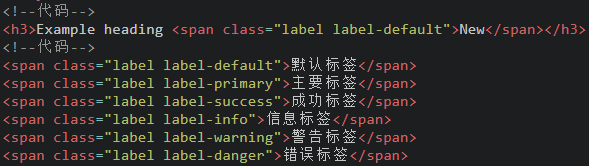 <!--代码-->
<h3>Example heading <span class="label label-default">New</span></h3>
<!--代码-->
<span class="label label-default">默认标签</span>
<span class="label label-primary">主要标签</span>
<span class="label label-success">成功标签</span>
<span class="label label-info">信息标签</span>
<span class="label label-warning">警告标签</span>
<span class="label label-danger">错误标签</span>